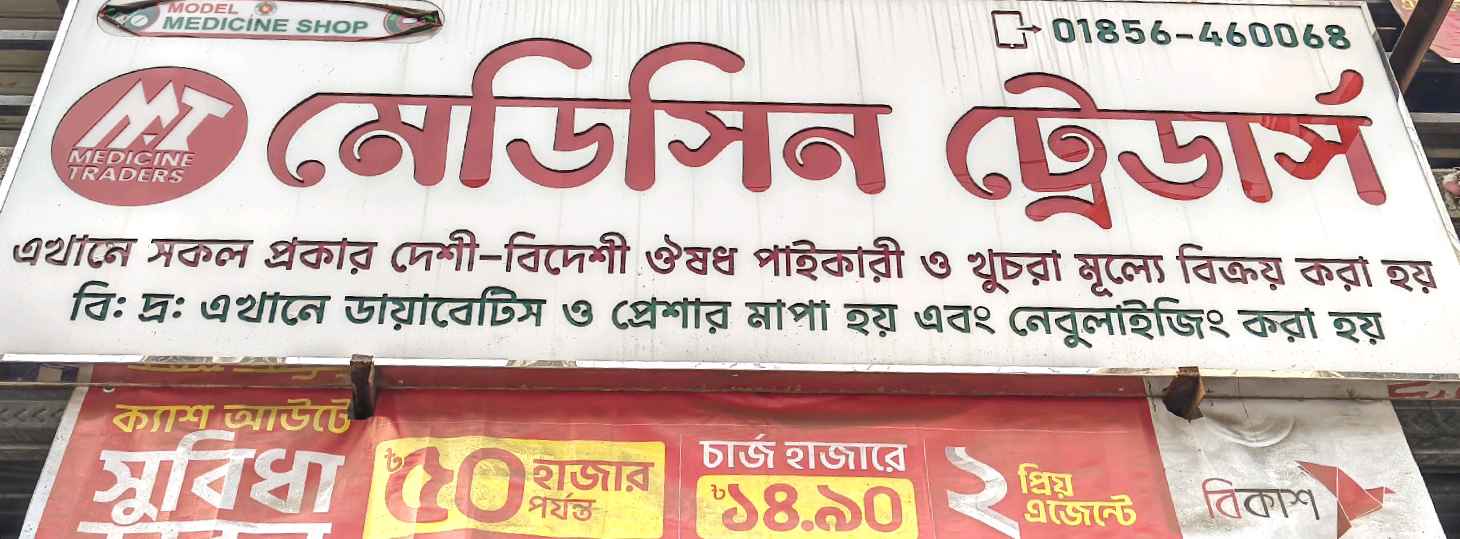 MODEL
MEDICINE SHOP
01856-460068
MT
MEDICINE
TRADERS
মেডিসিন ট্রেডার্স
এখানে সকল প্রকার দেশী-বিদেশী ঔষধ পাইকারী ও খুচরা মূল্যে বিক্রয় করা হয়
বি: দ্র: এখানে ডায়াবেটিস ও প্রেশার মাপা হয় এবং নেবুলাইজিং করা হয়
ক্যাশ আউটে
সুবিধা
৳৫০ হাজার
পর্যন্ত
চার্জ হাজারে
৳১৪.৯০
২ প্রিয়
এজেন্টে
বিকাশ